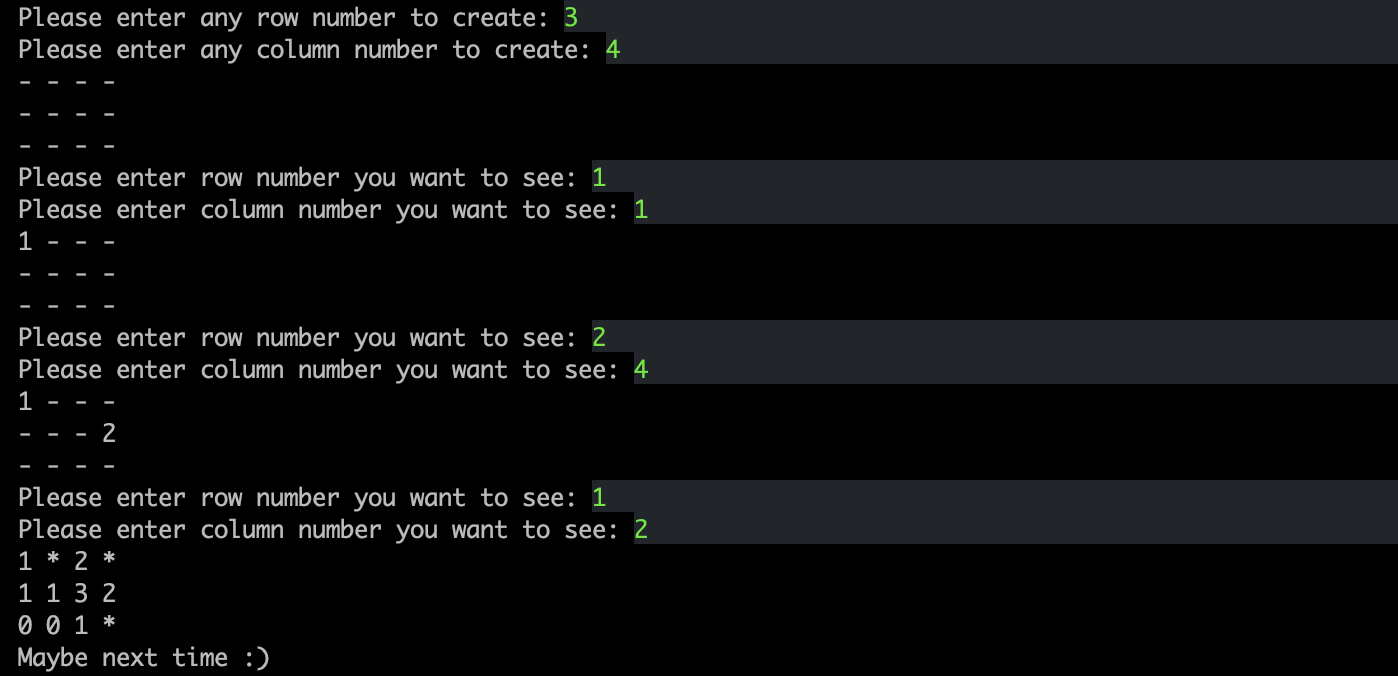 Please enter any row number to create: 3
Please enter any column number to create: 4
- - - -
- - - -
- - - -
Please enter row number you want to see: 1
Please enter column number you want to see: 1
1 - - -
- - - -
- - - -
Please enter row number you want to see: 2
Please enter column number you want to see: 4
1 - - -
- - - 2
- - - -
Please enter row number you want to see: 1
Please enter column number you want to see: 2
1 * 2 *
1 1 3 2
0 0 1 *
Maybe next time :)